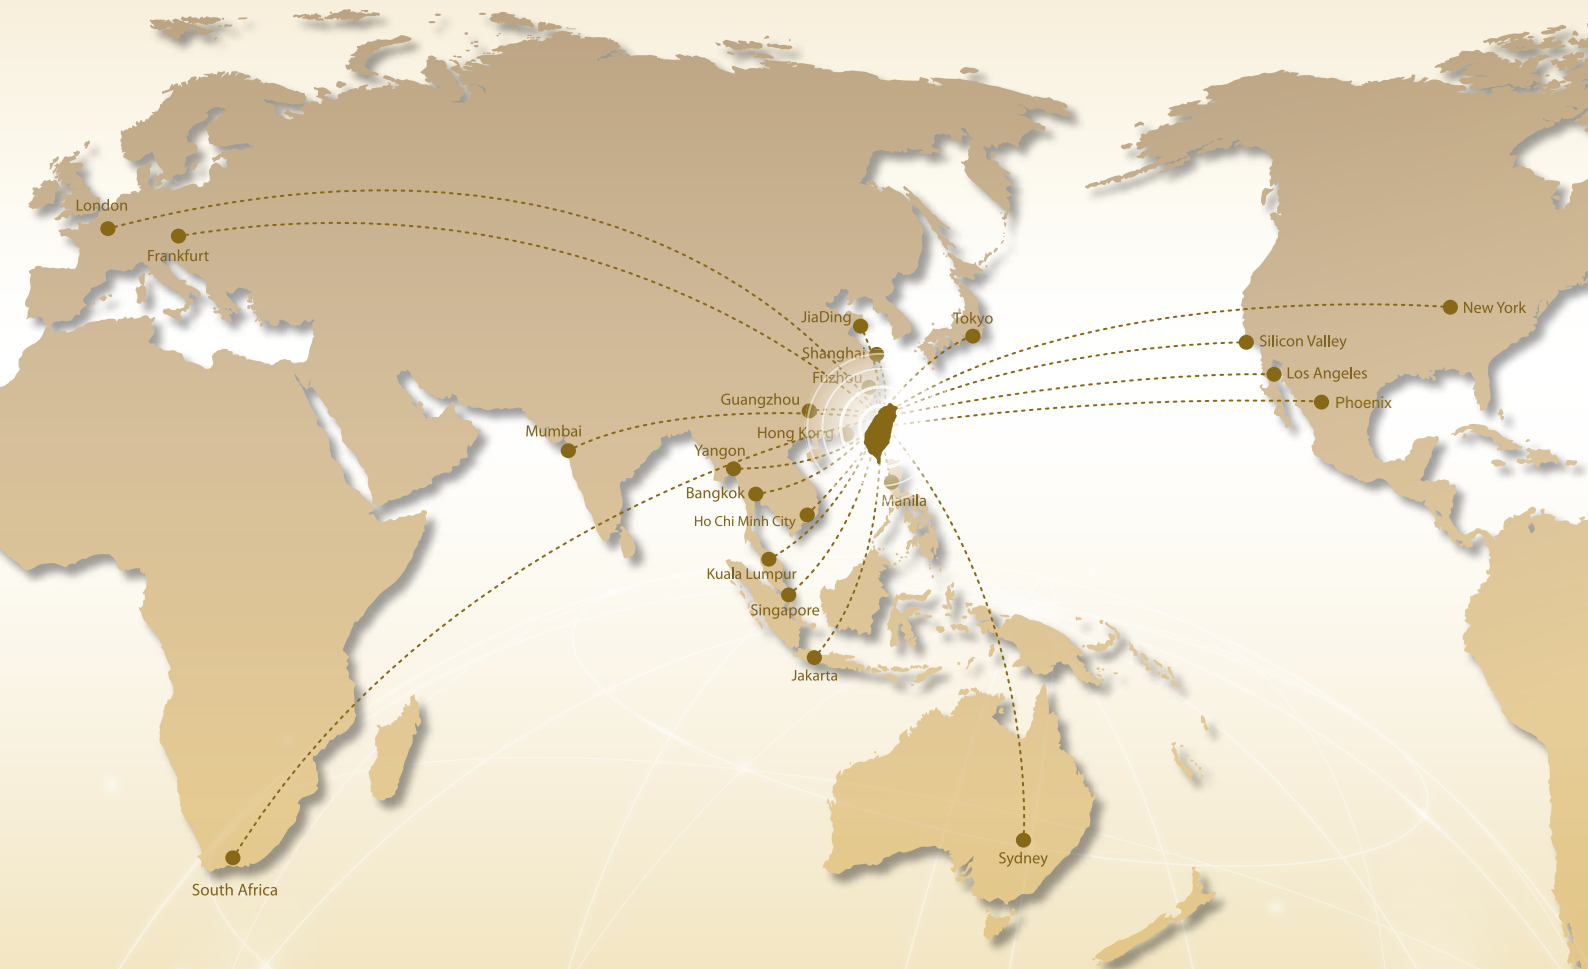 London
Frankfurt
JiaDing
Tokyo
New York
Shanghai
Silicon Valley
Fuzhou
Los Angeles
Guangzhou
Phoenix
Mumbai
Hong Kong
Yangon
Bangkok
Manila
Ho Chi Minh City
Kuala Lumpur
Singapore
Jakarta
Sydney
South Africa